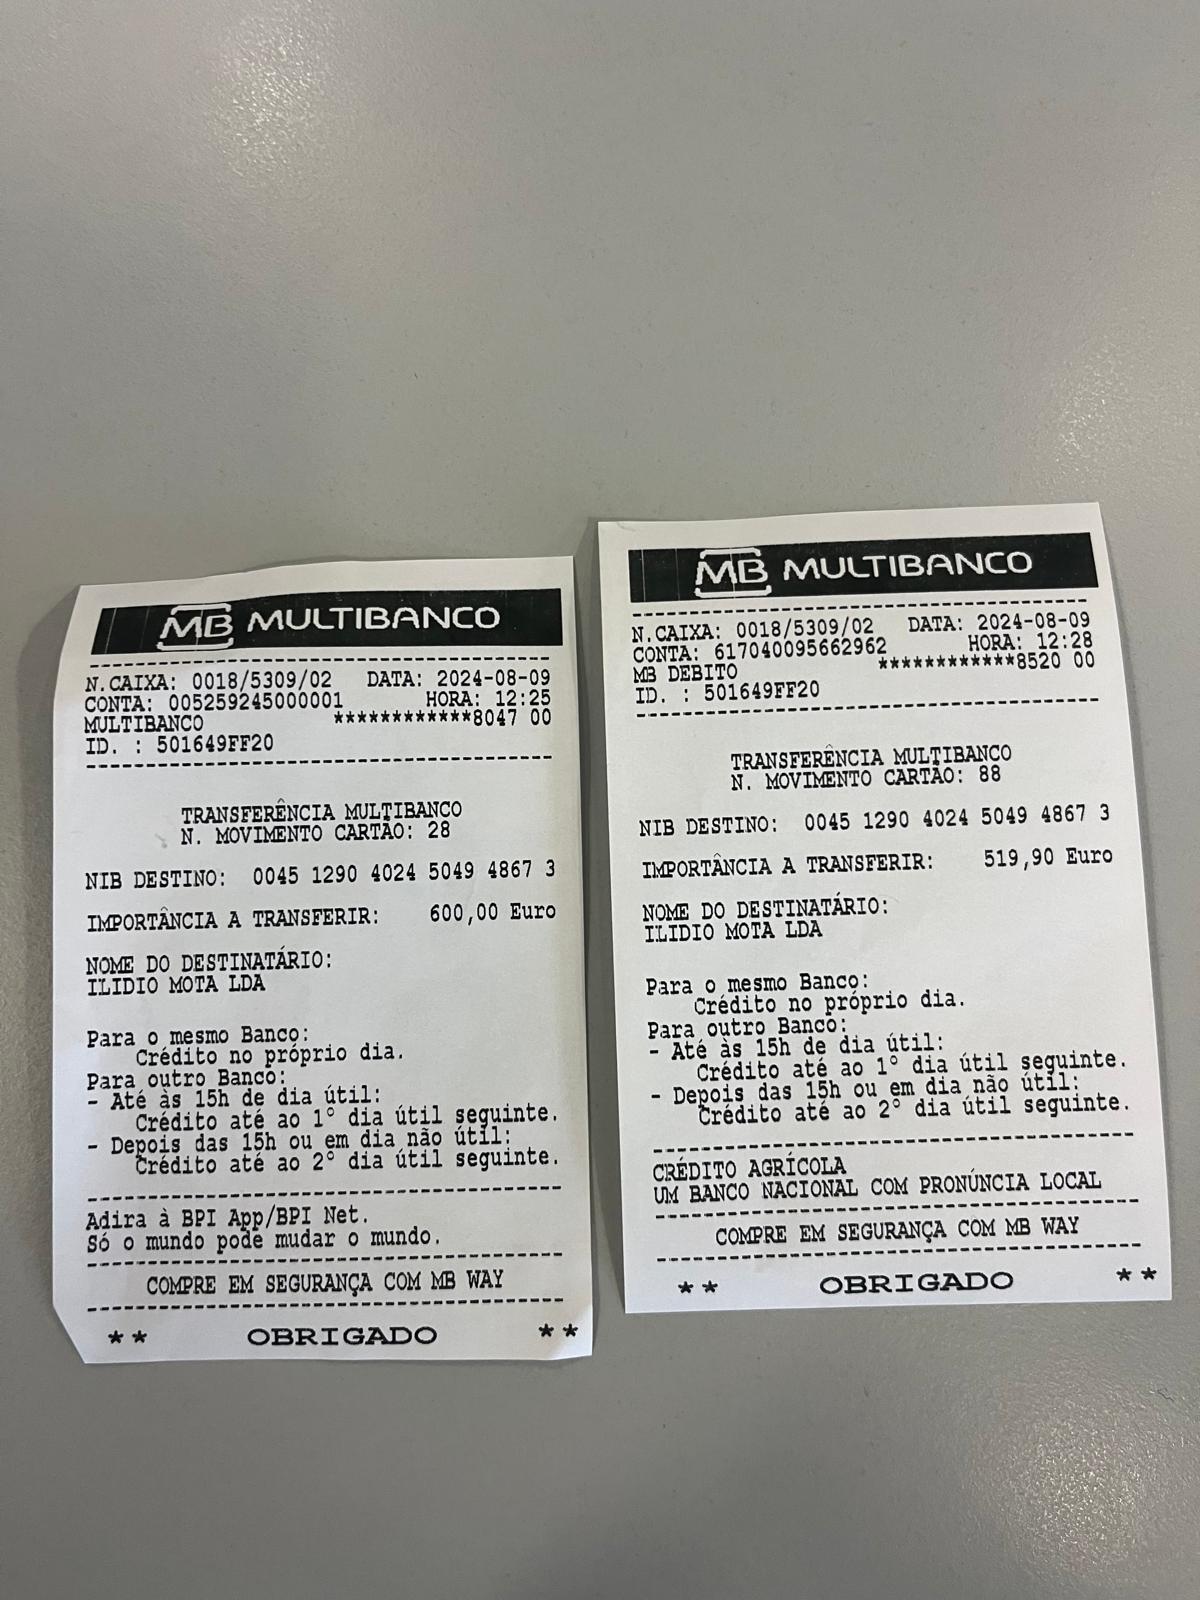 MB MULTIBANCO
N.CAIXA: 0018/5309/02 DATA: 2024-08-09
CONTA: 005259245000001 HORA: 12:25
MULTIBANCO ************8047 00
ID. : 501649FF20
TRANSFERÊNCIA MULTIBANCO
N. MOVIMENTO CARTÃO: 28
NIB DESTINO: 0045 1290 4024 5049 4867 3
IMPORTÂNCIA A TRANSFERIR: 600,00 Euro
NOME DO DESTINATÁRIO:
ILIDIO MOTA LDA
Para o mesmo Banco:
Crédito no próprio dia.
Para outro Banco:
- Até às 15h de dia útil:
Crédito até ao 1° dia útil seguinte.
- Depois das 15h ou em dia não útil:
Crédito até ao 2° dia útil seguinte.
Adira à BPI App/BPI Net.
Só o mundo pode mudar o mundo.
COMPRE EM SEGURANÇA COM MB WAY
** OBRIGADO **
MB MULTIBANCO
N.CAIXA: 0018/5309/02 DATA: 2024-08-09
CONTA: 617040095662962 HORA: 12:28
MB DEBITO ************8520 00
ID. : 501649FF20
TRANSFERÊNCIA MULTIBANCO
N. MOVIMENTO CARTÃO: 88
NIB DESTINO: 0045 1290 4024 5049 4867 3
IMPORTÂNCIA A TRANSFERIR: 519,90 Euro
NOME DO DESTINATÁRIO:
ILIDIO MOTA LDA
Para o mesmo Banco:
Crédito no próprio dia.
Para outro Banco:
- Até às 15h de dia útil:
Crédito até ao 1° dia útil seguinte.
- Depois das 15h ou em dia não útil:
Crédito até ao 2° dia útil seguinte.
CRÉDITO AGRÍCOLA
UM BANCO NACIONAL COM PRONÚNCIA LOCAL
COMPRE EM SEGURANÇA COM MB WAY
** OBRIGADO **